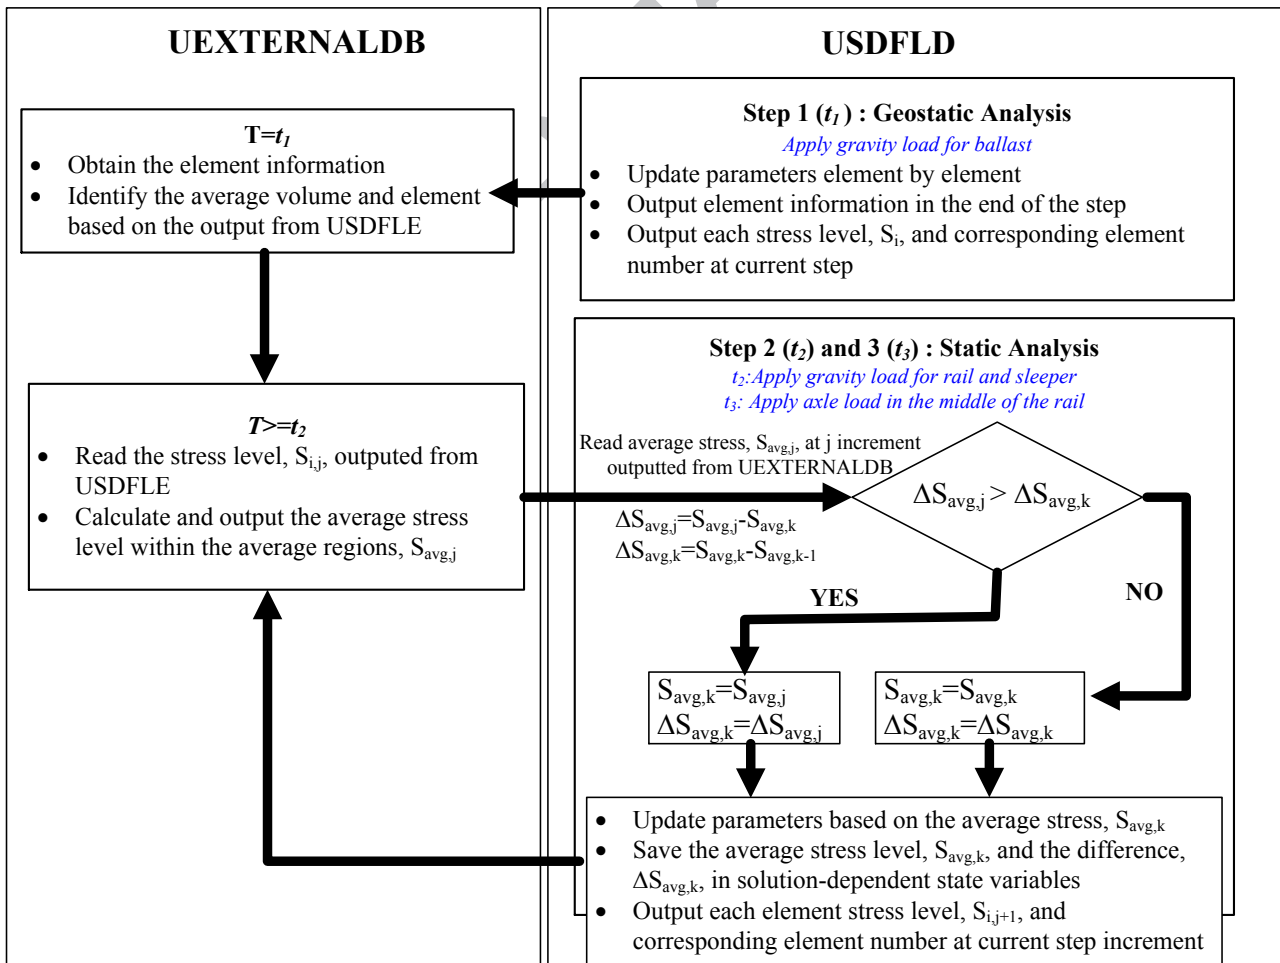 UEXTERNALDB
T=t1
• Obtain the element information
• Identify the average volume and element
based on the output from USDFLE
T>=t2
• Read the stress level, Si,j, outputed from
USDFLE
• Calculate and output the average stress
level within the average regions, Savg,j
USDFLD
Step 1 (t1) : Geostatic Analysis
Apply gravity load for ballast
• Update parameters element by element
• Output element information in the end of the step
• Output each stress level, Si, and corresponding element
number at current step
Step 2 (t2) and 3 (t3) : Static Analysis
t2:Apply gravity load for rail and sleeper
t3: Apply axle load in the middle of the rail
Read average stress, Savg,j, at j increment
outputted from UEXTERNALDB
ΔSavg,j=Savg,j-Savg,k
ΔSavg,k=Savg,k-Savg,k-1
ΔSavg,j > ΔSavg,k
YES
NO
Savg,k=Savg,j
ΔSavg,k=ΔSavg,j
Savg,k=Savg,k
ΔSavg,k=ΔSavg,k
• Update parameters based on the average stress, Savg,k
• Save the average stress level, Savg,k, and the difference,
ΔSavg,k, in solution-dependent state variables
• Output each element stress level, Si,j+1, and
corresponding element number at current step increment